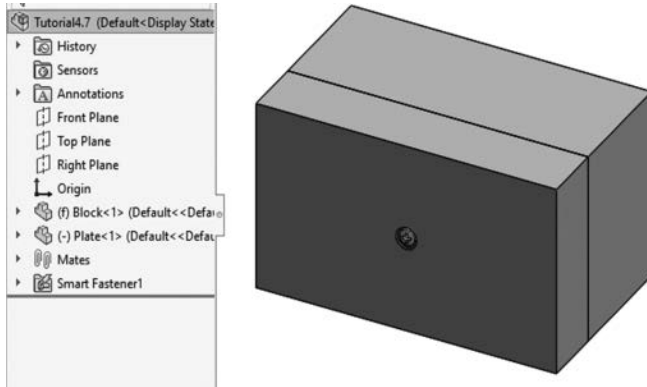 Tutorial4.7 (Default<Display State
History
Sensors
Annotations
Front Plane
Top Plane
Right Plane
Origin
(f) Block<1> (Default<<Defau
(-) Plate<1> (Default<<Defau
Mates
Smart Fastener1